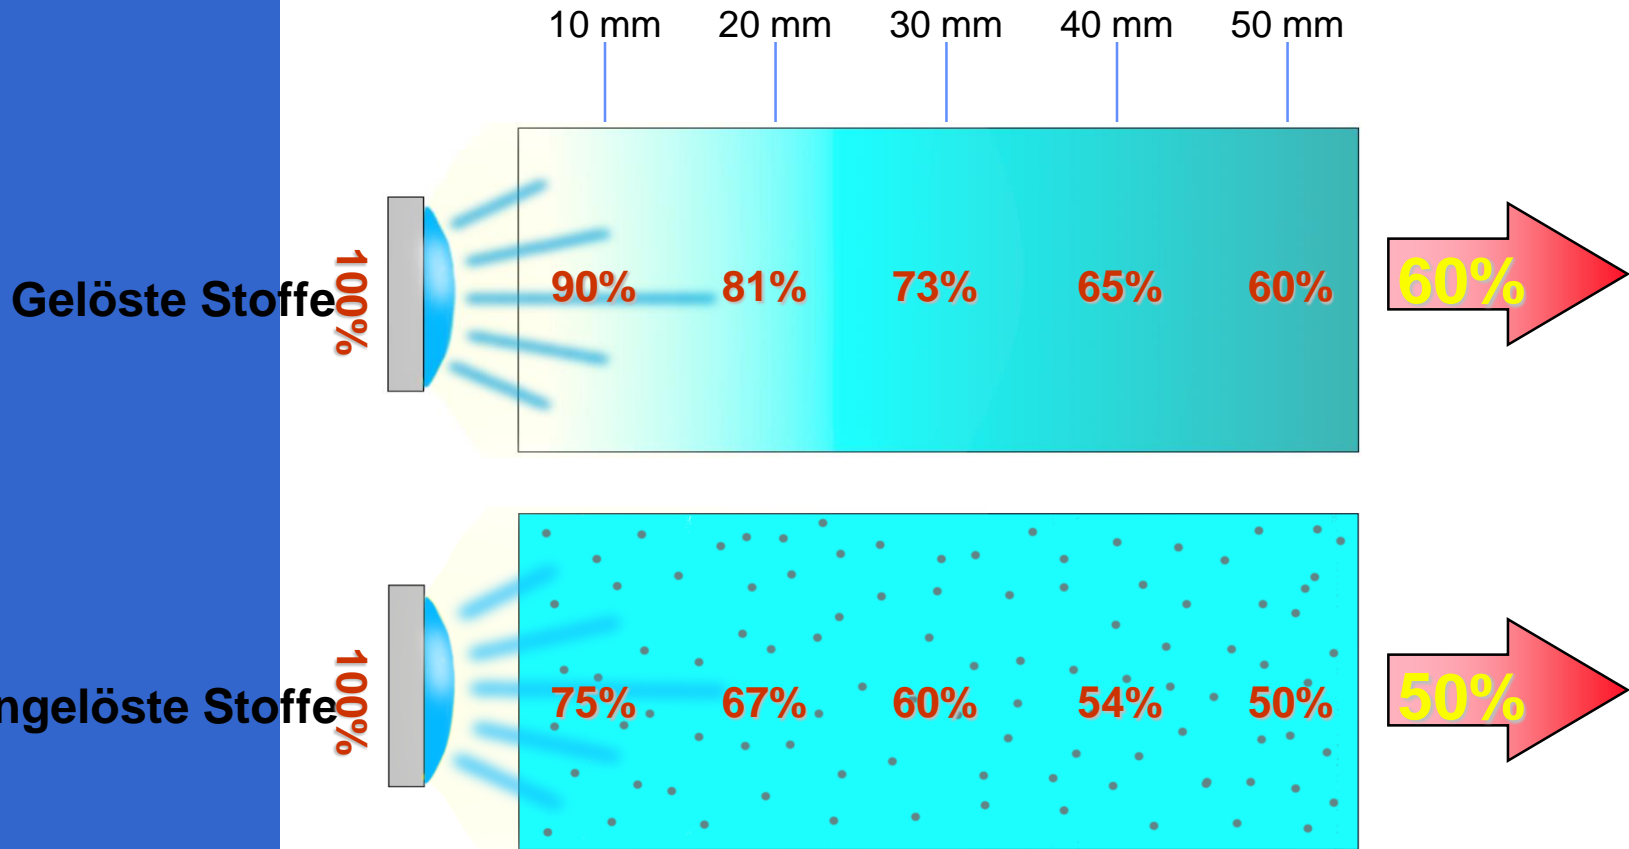 10 mm 20 mm 30 mm 40 mm 50 mm
Gelöste Stoffe 100% 90% 81% 73% 65% 60% 60%
ngelöste Stoffe 100% 75% 67% 60% 54% 50% 50%